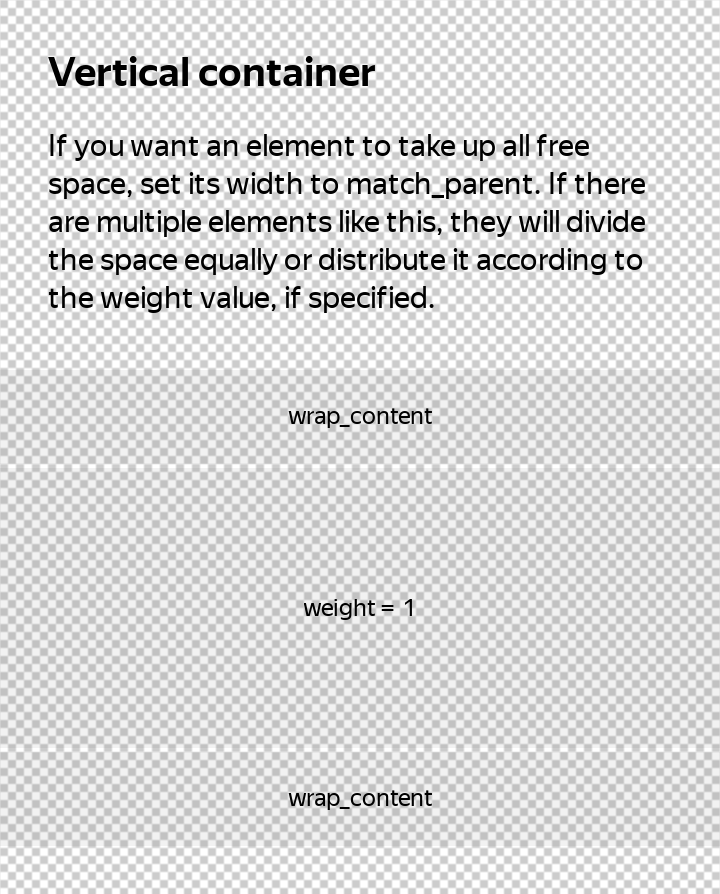 Vertical container
If you want an element to take up all free
space, set its width to match_parent. If there
are multiple elements like this, they will divide
the space equally or distribute it according to
the weight value, if specified.
wrap_content
weight = 1
wrap_content